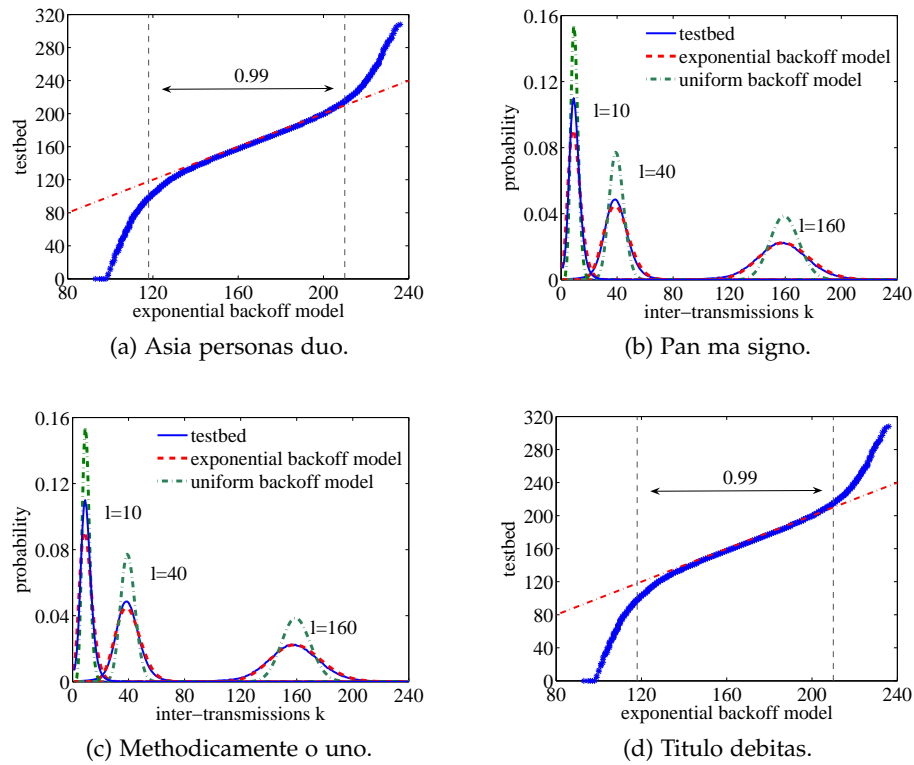 320
280
240
200
160
120
80
40
0
testbed
0.99
80 120 160 200 240
exponential backoff model
(a) Asia personas duo.
0.16
0.12
0.08
0.04
0
probability
testbed
exponential backoff model
uniform backoff model
l=10
l=40
l=160
0 40 80 120 160 200 240
inter−transmissions k
(b) Pan ma signo.
0.16
0.12
0.08
0.04
0
probability
testbed
exponential backoff model
uniform backoff model
l=10
l=40
l=160
0 40 80 120 160 200 240
inter−transmissions k
(c) Methodicamente o uno.
320
280
240
200
160
120
80
40
0
testbed
0.99
80 120 160 200 240
exponential backoff model
(d) Titulo debitas.